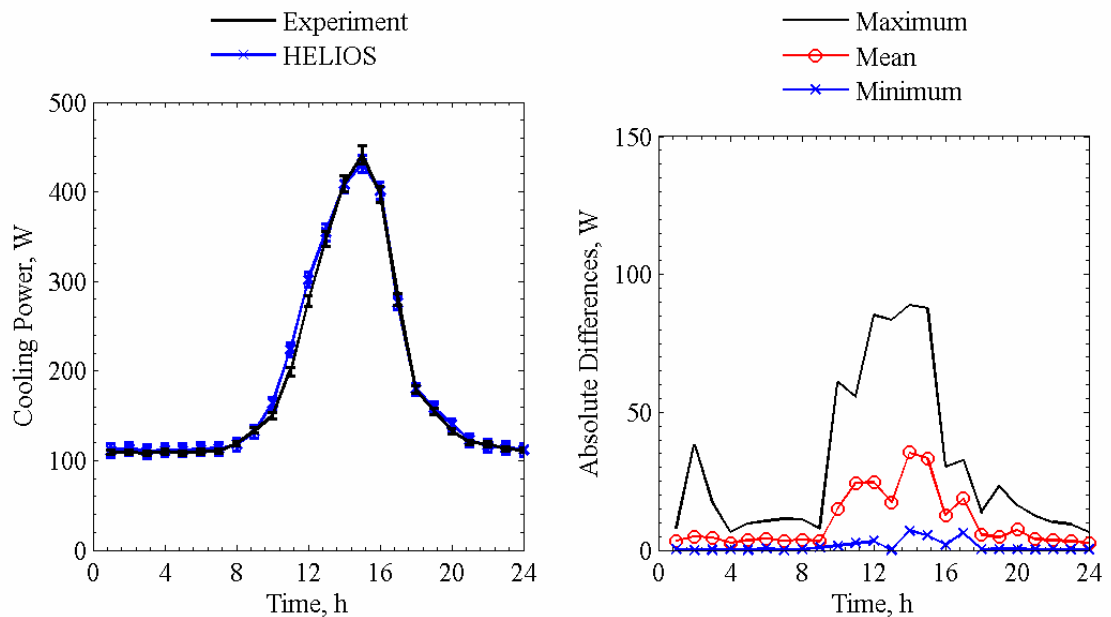 Experiment
HELIOS
500
400
300
200
100
0
0 4 8 12 16 20 24
Cooling Power, W
Time, h
Maximum
Mean
Minimum
150
100
50
0
0 4 8 12 16 20 24
Absolute Differences, W
Time, h